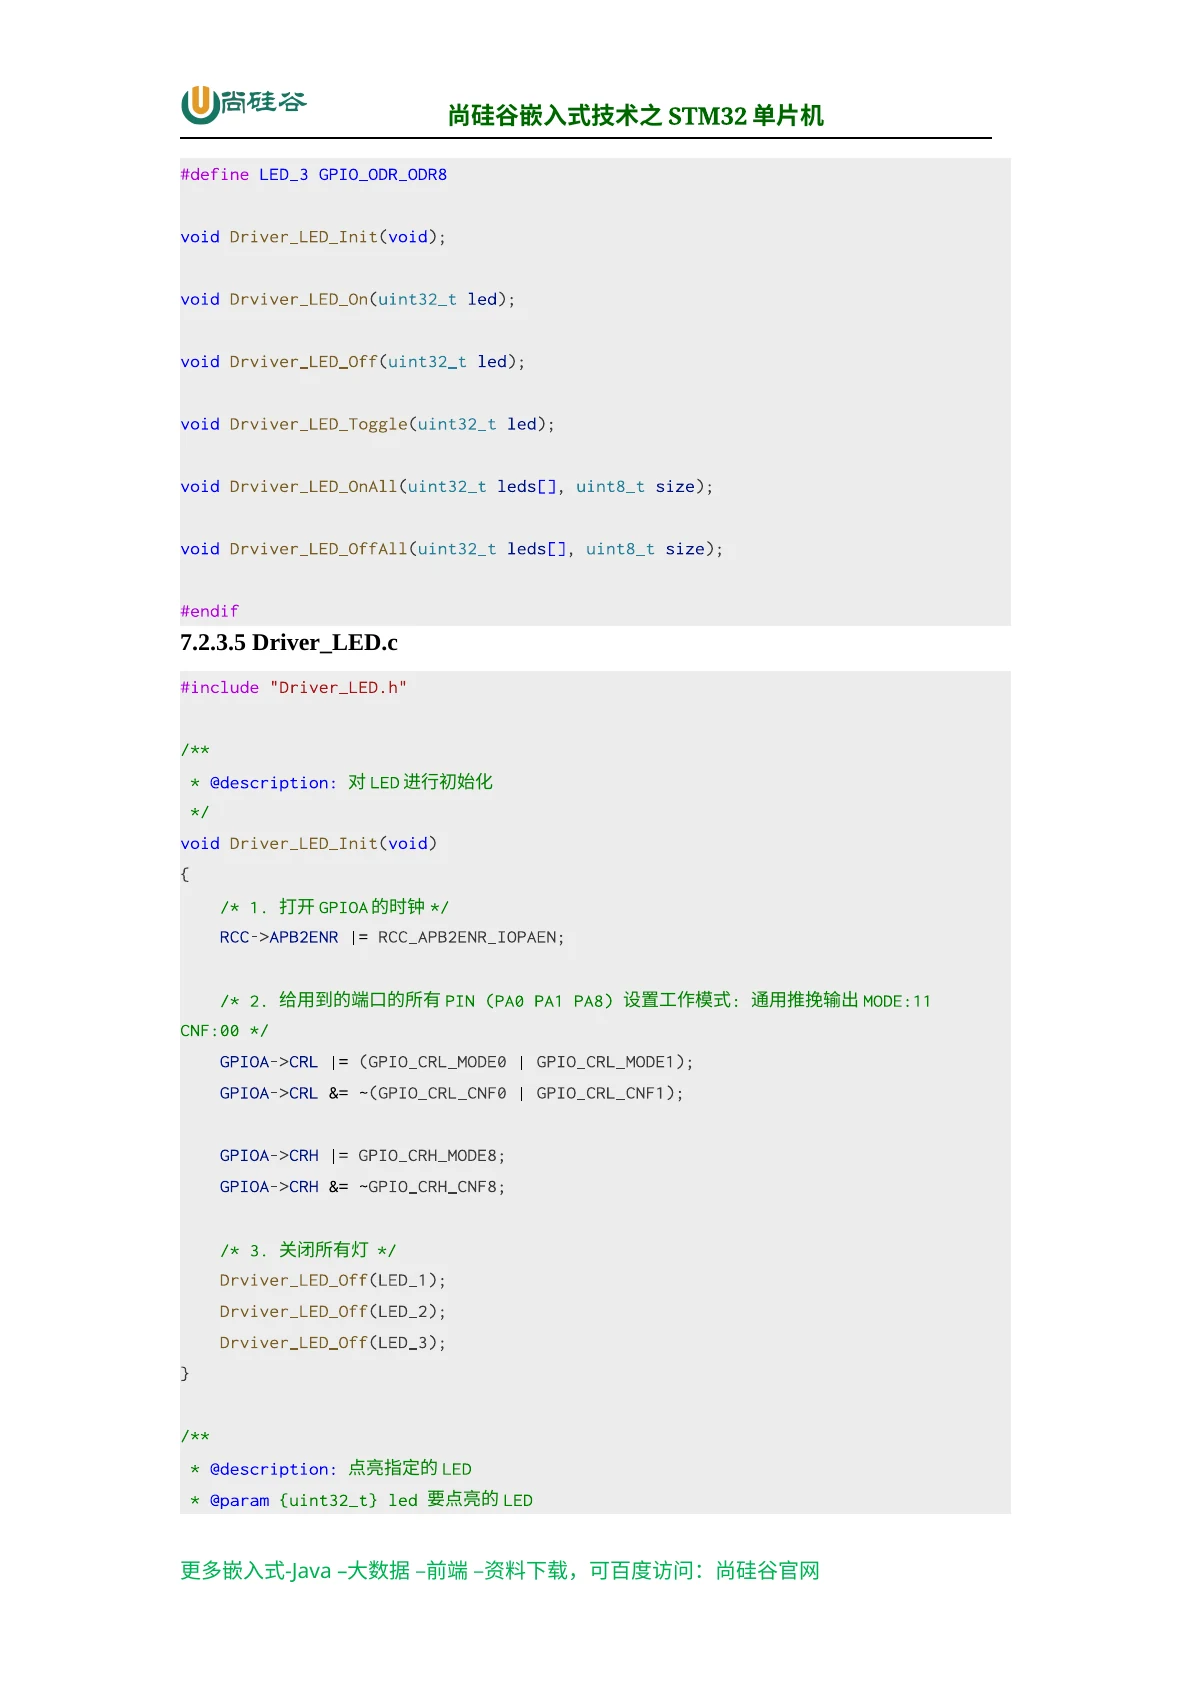 尚硅谷
尚硅谷嵌入式技术之 STM32 单片机
#define LED_3 GPIO_ODR_ODR8
void Driver_LED_Init(void);
void Drviver_LED_On(uint32_t led);
void Drviver_LED_Off(uint32_t led);
void Drviver_LED_Toggle(uint32_t led);
void Drviver_LED_OnAll(uint32_t leds[], uint8_t size);
void Drviver_LED_OffAll(uint32_t leds[], uint8_t size);
#endif
7.2.3.5 Driver_LED.c
#include "Driver_LED.h"
/**
 * @description: 对 LED 进行初始化
 */
void Driver_LED_Init(void)
{
    /* 1. 打开 GPIOA 的时钟 */
    RCC->APB2ENR |= RCC_APB2ENR_IOPAEN;
    /* 2. 给用到的端口的所有 PIN (PA0 PA1 PA8) 设置工作模式: 通用推挽输出 MODE:11
CNF:00 */
    GPIOA->CRL |= (GPIO_CRL_MODE0 | GPIO_CRL_MODE1);
    GPIOA->CRL &= ~(GPIO_CRL_CNF0 | GPIO_CRL_CNF1);
    GPIOA->CRH |= GPIO_CRH_MODE8;
    GPIOA->CRH &= ~GPIO_CRH_CNF8;
    /* 3. 关闭所有灯 */
    Drviver_LED_Off(LED_1);
    Drviver_LED_Off(LED_2);
    Drviver_LED_Off(LED_3);
}
/**
 * @description: 点亮指定的 LED
 * @param {uint32_t} led 要点亮的 LED
更多嵌入式-Java –大数据 –前端 –资料下载，可百度访问：尚硅谷官网